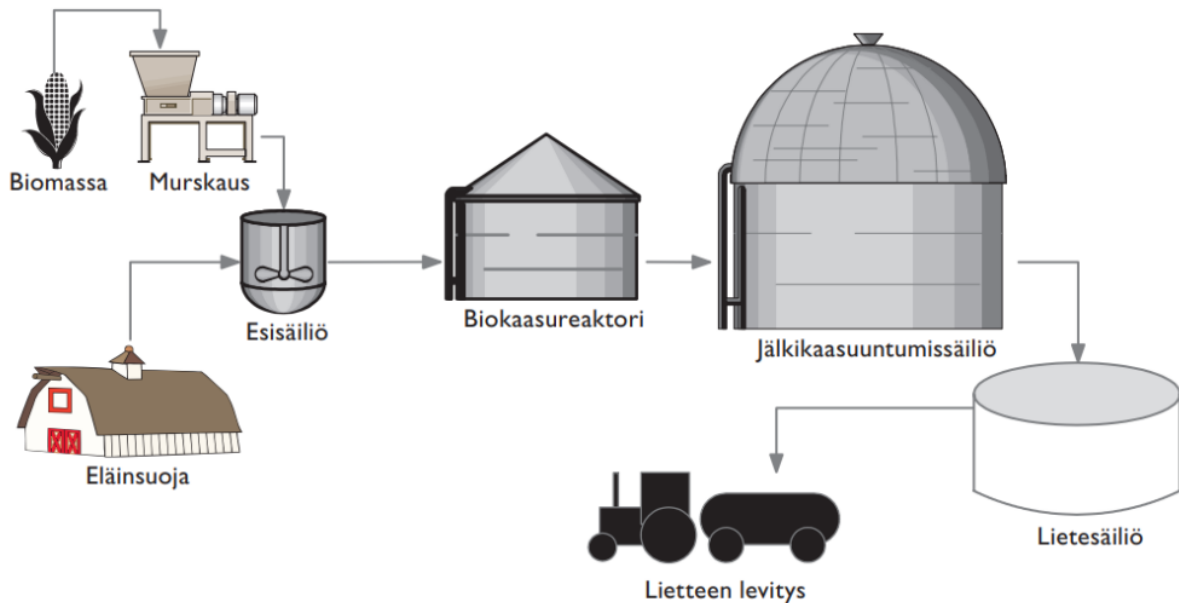 Biomassa
Murskaus
Esisäiliö
Biokaasureaktori
Jälkikaasuuntumissäiliö
Eläinsuoja
Lietesäiliö
Lietteen levitys